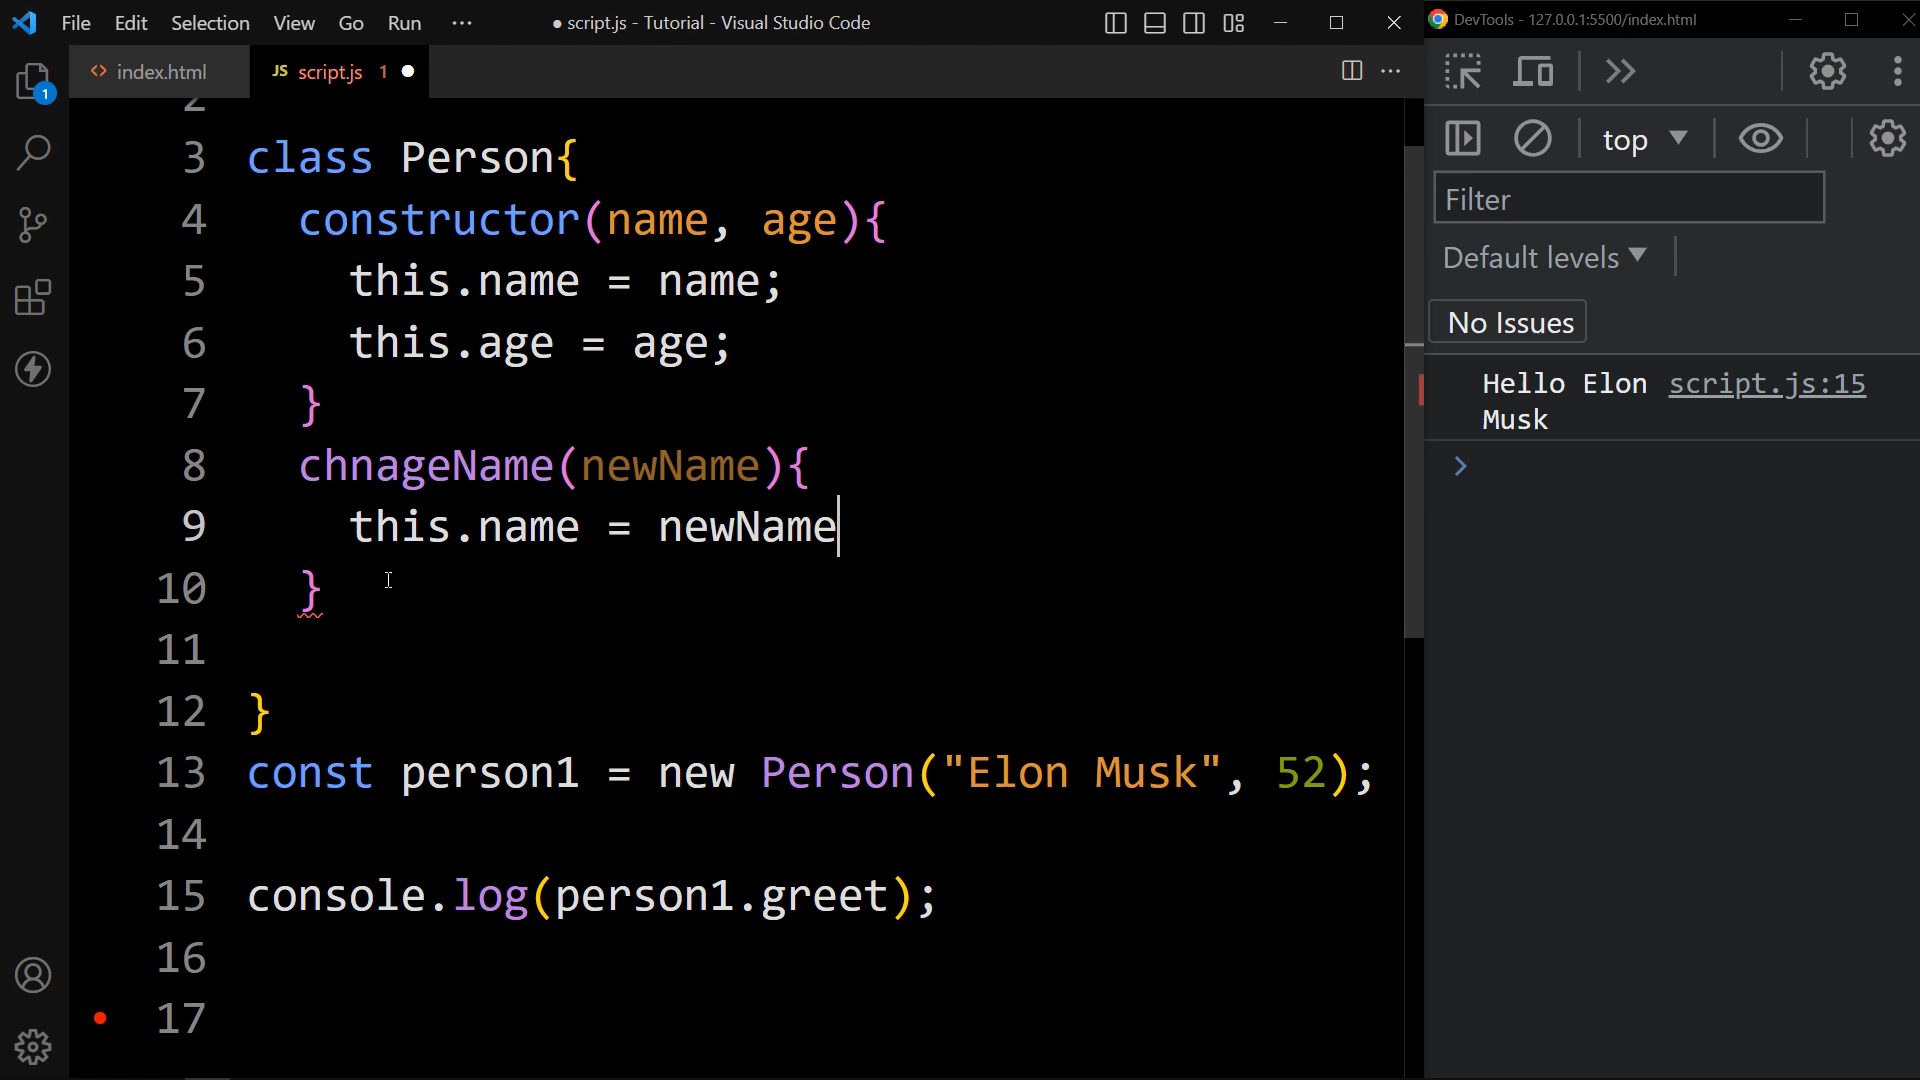 File Edit Selection View Go Run ··· ● script.js - Tutorial - Visual Studio Code
<> index.html JS script.js 1 ●
2
3 class Person{
4 constructor(name, age){
5 this.name = name;
6 this.age = age;
7 }
8 chnageName(newName){
9 this.name = newName
10 }
11
12 }
13 const person1 = new Person("Elon Musk", 52);
14
15 console.log(person1.greet);
16
17
1
DevTools - 127.0.0.1:5500/index.html
top
Filter
Default levels
No Issues
Hello Elon script.js:15
Musk